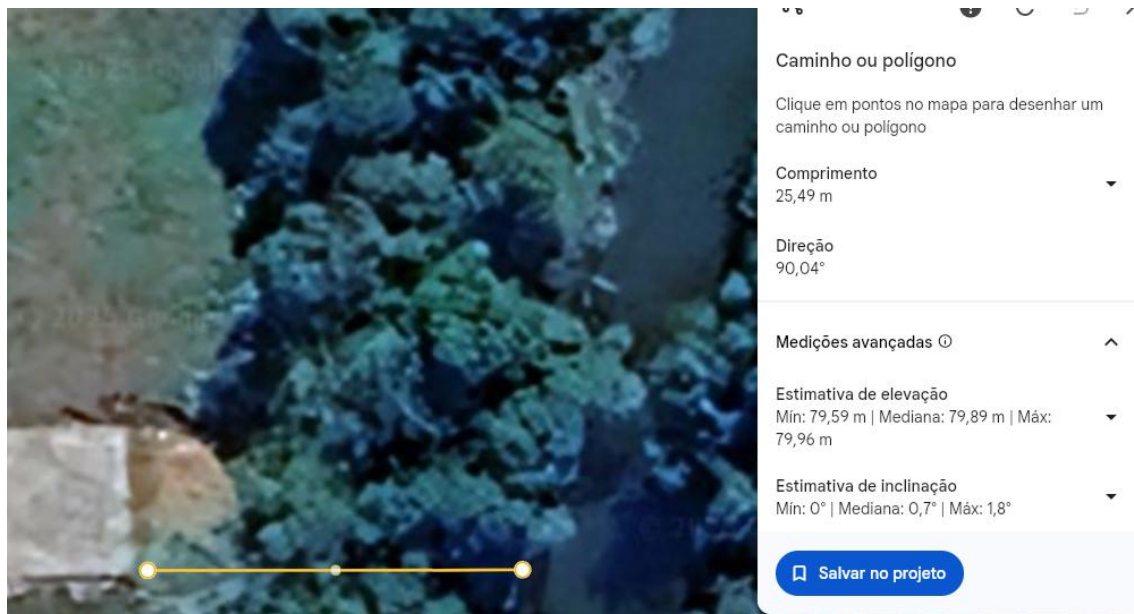 Caminho ou polígono
Clique em pontos no mapa para desenhar um
caminho ou polígono
Comprimento
25,49 m
Direção
90,04°
Medições avançadas
Estimativa de elevação
Mín: 79,59 m | Mediana: 79,89 m | Máx:
79,96 m
Estimativa de inclinação
Mín: 0° | Mediana: 0,7° | Máx: 1,8°
Salvar no projeto